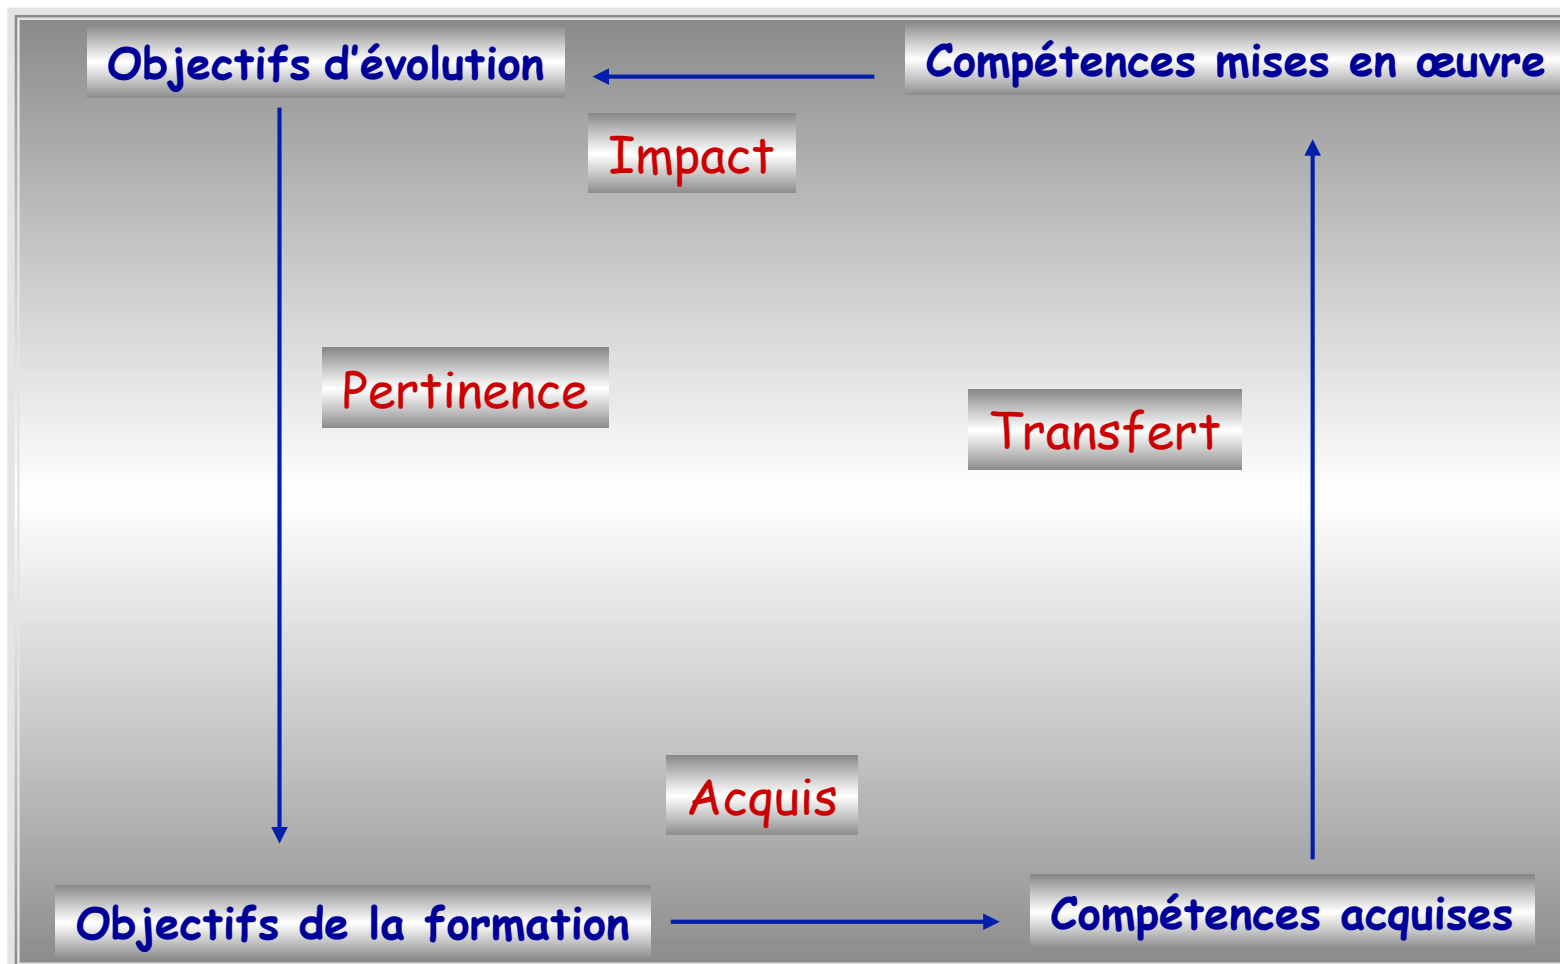 Objectifs d'évolution
Compétences mises en œuvre
Impact
Pertinence
Transfert
Acquis
Objectifs de la formation
Compétences acquises